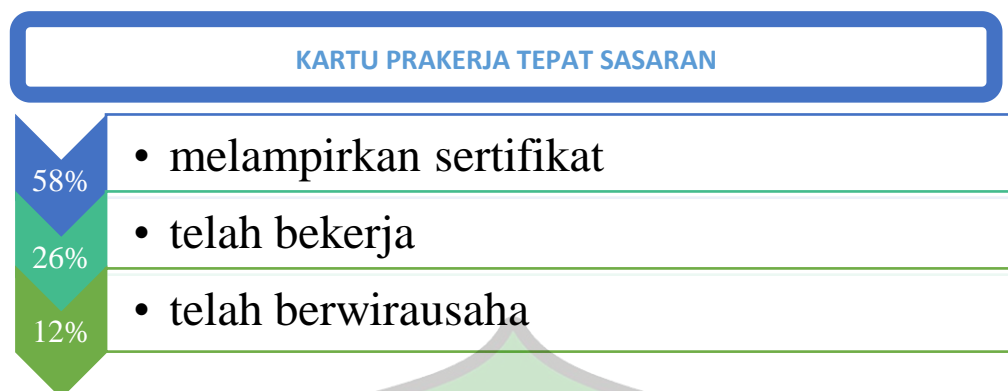 KARTU PRAKERJA TEPAT SASARAN
58%
• melampirkan sertifikat
26%
• telah bekerja
12%
• telah berwirausaha